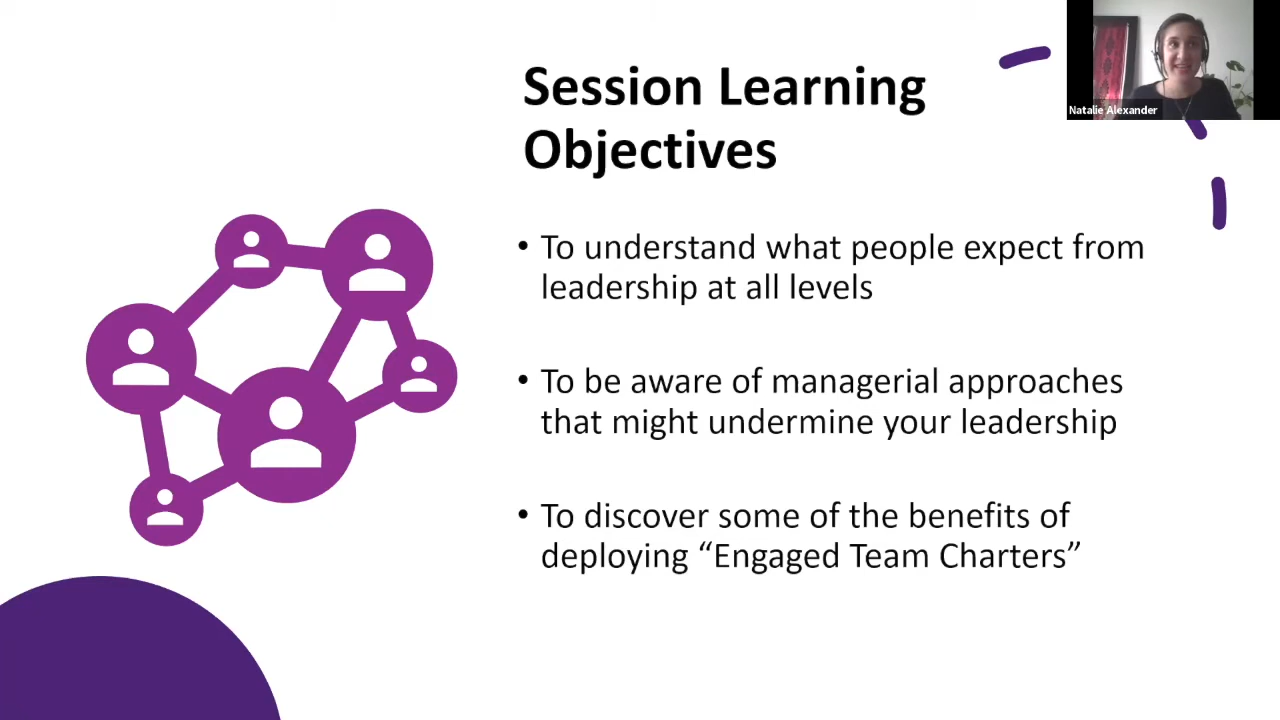 Session Learning
Objectives
Natalie Alexander
• To understand what people expect from
leadership at all levels
• To be aware of managerial approaches
that might undermine your leadership
• To discover some of the benefits of
deploying “Engaged Team Charters”